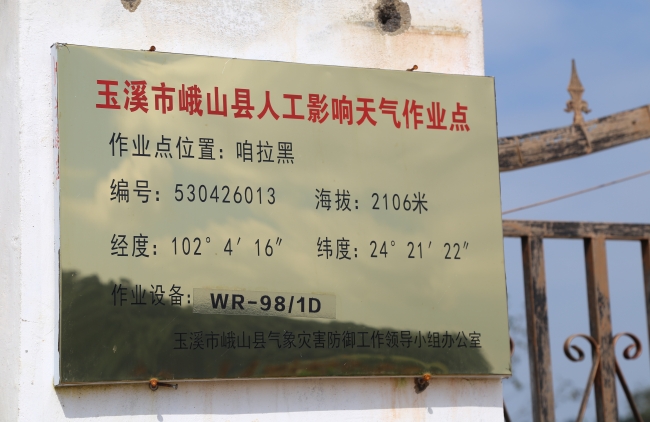 玉溪市峨山县人工影响天气作业点
作业点位置：咱拉黑
编号：530426013 海拔：2106米
经度：102°4′16″ 纬度：24°21′22″
作业设备：WR-98/1D
玉溪市峨山县气象灾害防御工作领导小组办公室